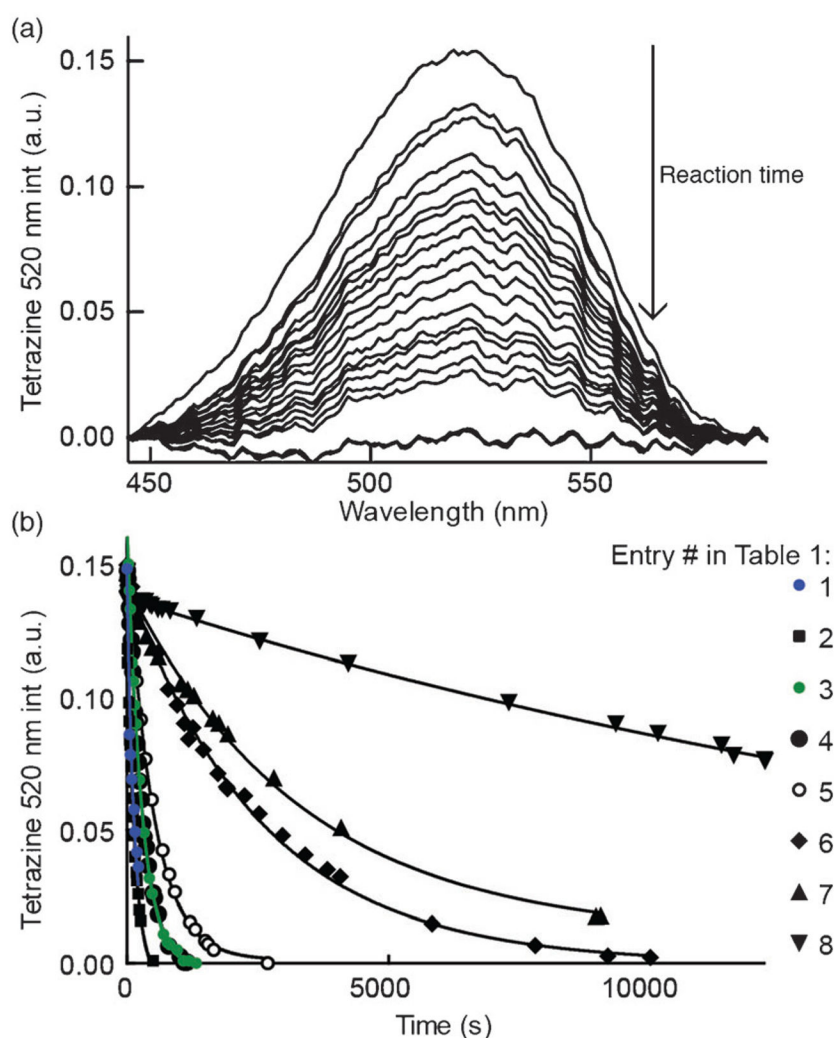 (a)
Tetrazine 520 nm int (a.u.)
0.15
0.10
0.05
0.00
Reaction time
450
500
550
Wavelength (nm)
(b)
Tetrazine 520 nm int (a.u.)
0.15
0.10
0.05
0.00
0
5000
10000
Time (s)
Entry # in Table 1:
1
2
3
4
5
6
7
8